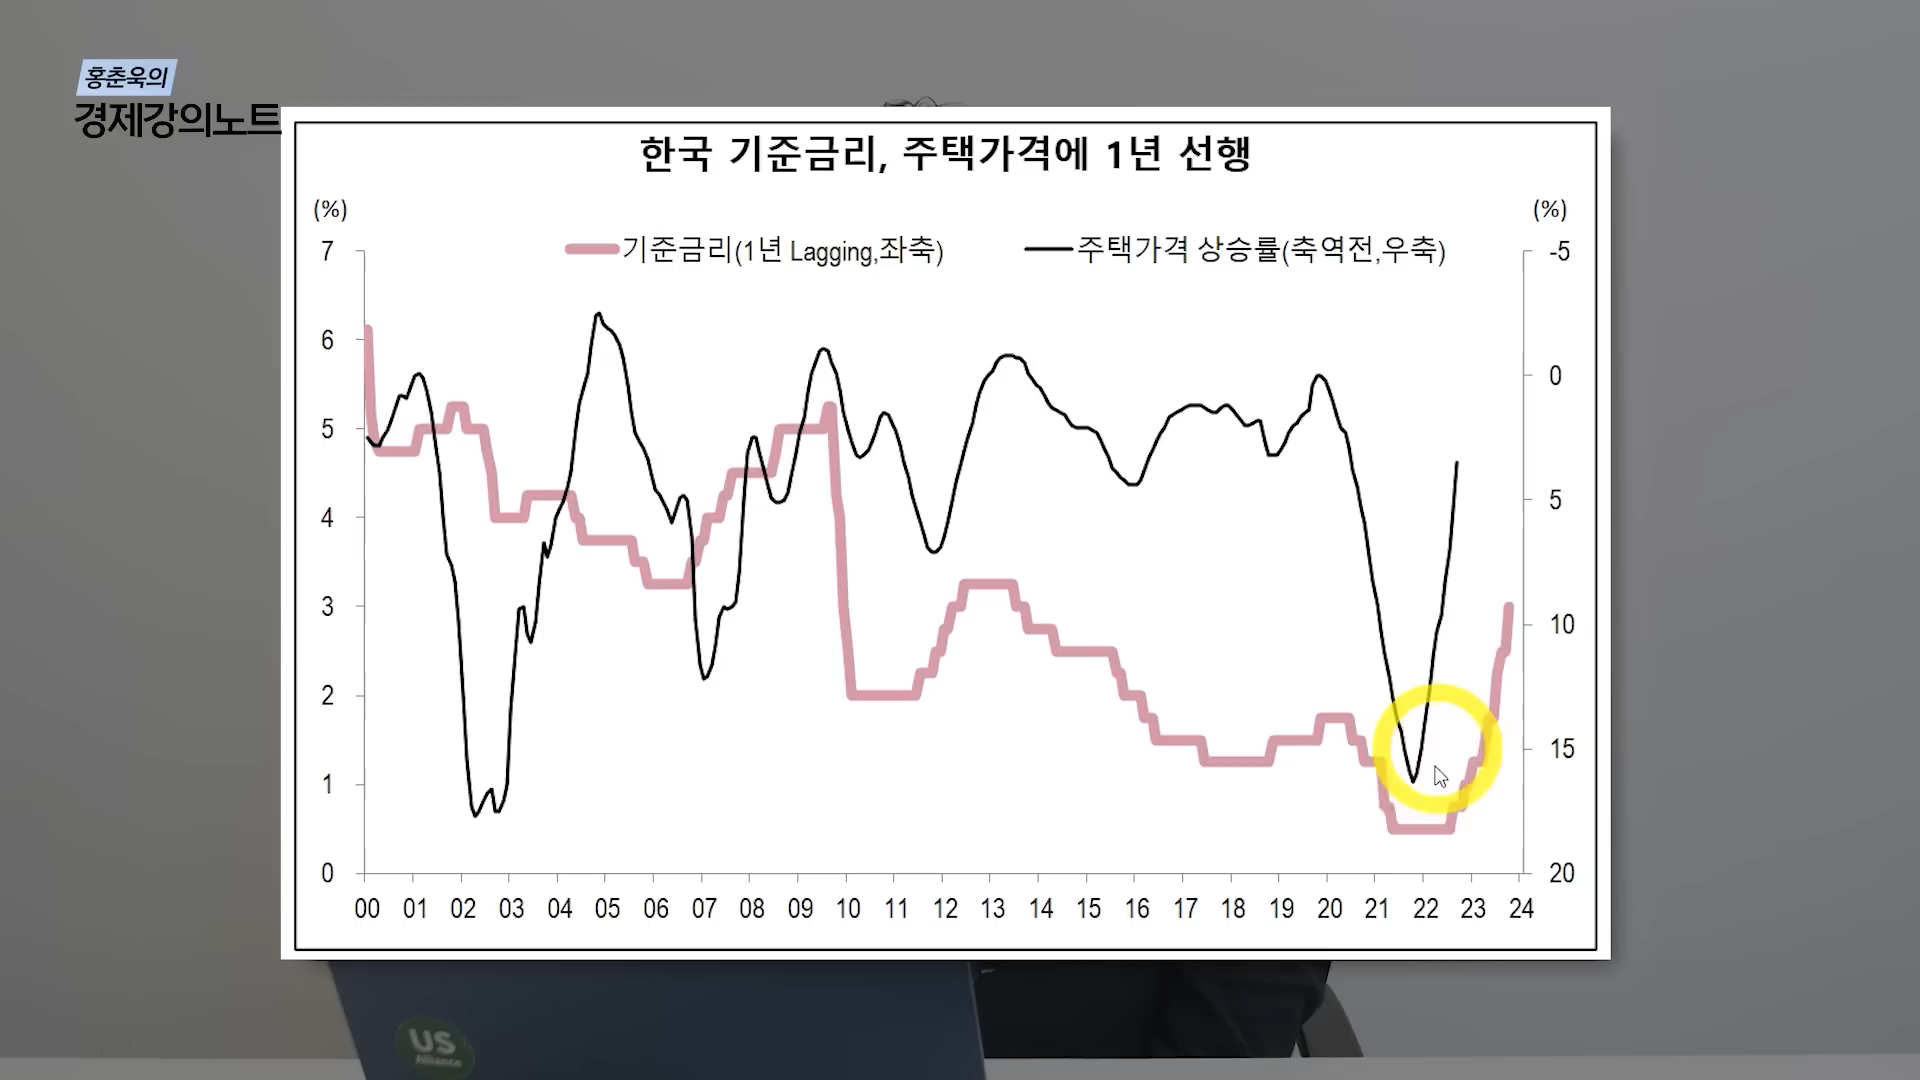 홍춘욱의
경제강의노트
한국 기준금리, 주택가격에 1년 선행
(%)
(%)
기준금리(1년 Lagging,좌축)
주택가격 상승률(축역전,우축)
7
6
5
4
3
2
1
0
-5
0
5
10
15
20
00 01 02 03 04 05 06 07 08 09 10 11 12 13 14 15 16 17 18 19 20 21 22 23 24
US
Alliance